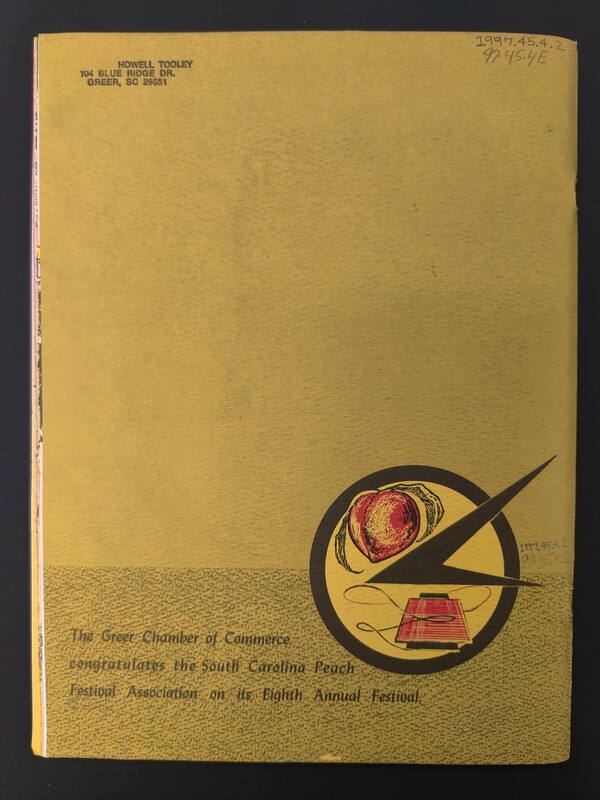 HOWELL TOOLEY
104 BLUE RIDGE DR.
GREER, SC 29651
1997.45.4.2
97.45.4E
1997.45.4.2
The Greer Chamber of Commerce
congratulates the South Carolina Peach
Festival Association on its Eighth Annual Festival.